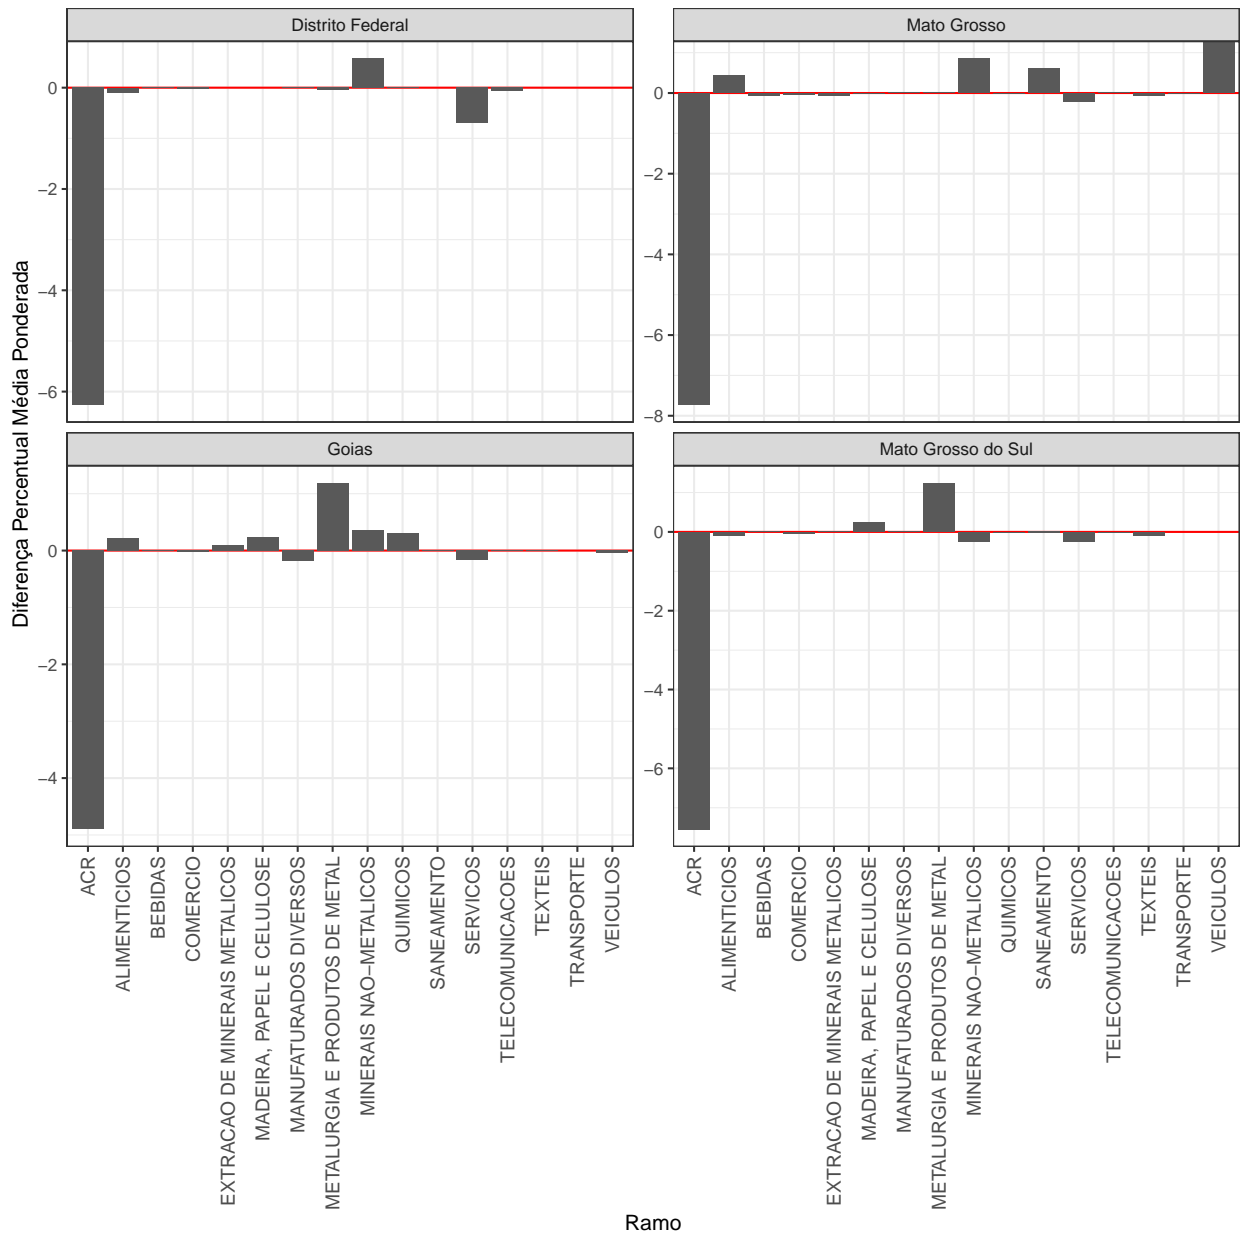 Distrito Federal
0
−2
−4
−6
Mato Grosso
0
−2
−4
−6
−8
Goias
0
−2
−4
Mato Grosso do Sul
0
−2
−4
−6
Diferença Percentual Média Ponderada
ACR
ALIMENTICIOS
BEBIDAS
COMERCIO
EXTRACAO DE MINERAIS METALICOS
MADEIRA, PAPEL E CELULOSE
MANUFATURADOS DIVERSOS
METALURGIA E PRODUTOS DE METAL
MINERAIS NAO−METALICOS
QUIMICOS
SANEAMENTO
SERVICOS
TELECOMUNICACOES
TEXTEIS
TRANSPORTE
VEICULOS
ACR
ALIMENTICIOS
BEBIDAS
COMERCIO
EXTRACAO DE MINERAIS METALICOS
MADEIRA, PAPEL E CELULOSE
MANUFATURADOS DIVERSOS
METALURGIA E PRODUTOS DE METAL
MINERAIS NAO−METALICOS
QUIMICOS
SANEAMENTO
SERVICOS
TELECOMUNICACOES
TEXTEIS
TRANSPORTE
VEICULOS
Ramo